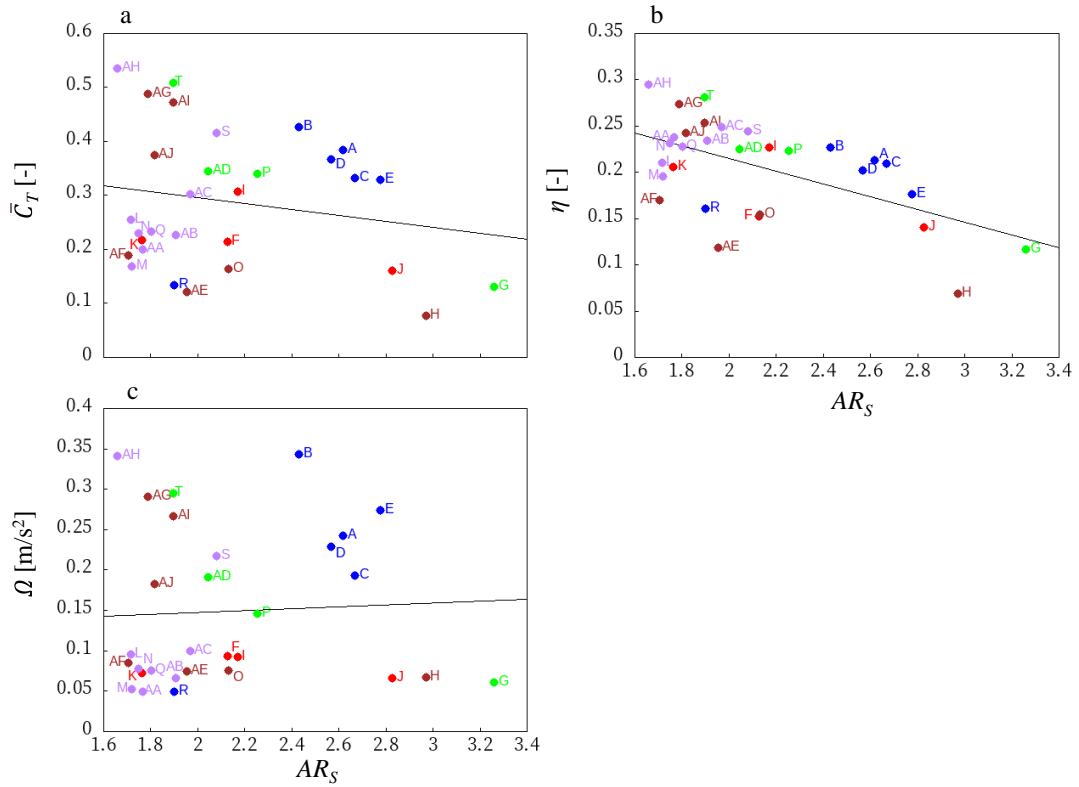 a
0.6
0.5
0.4
0.3
0.2
0.1
0
C̄_T [-]
AH
T
AG
AI
S
B
AJ
A
D
AD
P
C
E
AC
I
L
N
Q
AB
K
AA
F
AF
M
O
J
R
AE
G
H
b
0.35
0.3
0.25
0.2
0.15
0.1
0.05
0
η [-]
AH
T
AG
AI
AC
S
AJ
AA
AB
N
Q
AD
I
P
B
L
K
A
C
D
M
E
AF
R
O
F
J
AE
G
H
1.6
1.8
2
2.2
2.4
2.6
2.8
3
3.2
3.4
AR_S
c
0.4
0.35
0.3
0.25
0.2
0.15
0.1
0.05
0
Ω [m/s²]
AH
B
T
AG
E
AI
A
D
S
C
AD
AJ
P
F
AC
L
N
I
AF
AB
Q
AE
K
O
J
H
G
M
AA
R
1.6
1.8
2
2.2
2.4
2.6
2.8
3
3.2
3.4
AR_S